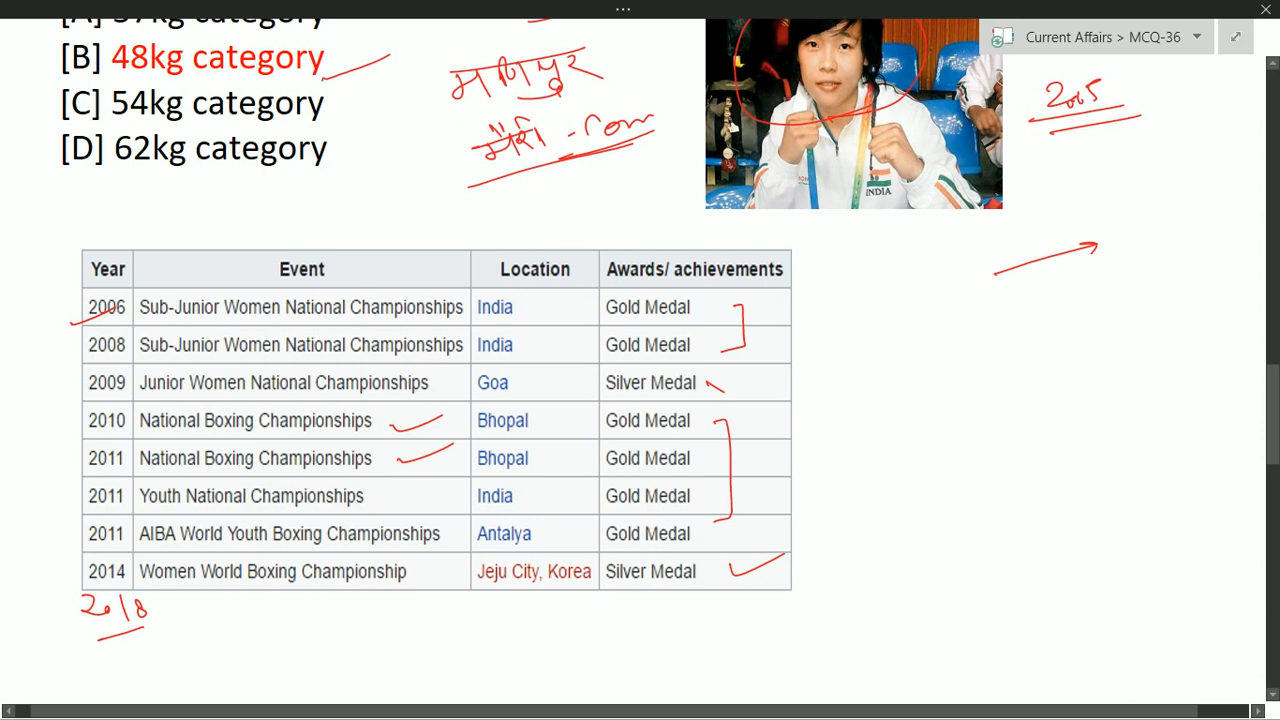 Current Affairs > MCQ-36
[B] 48kg category
[C] 54kg category
[D] 62kg category
मणिपुर
मैरी - com
2005
INDIA
Year Event Location Awards/ achievements
2006 Sub-Junior Women National Championships India Gold Medal
2008 Sub-Junior Women National Championships India Gold Medal
2009 Junior Women National Championships Goa Silver Medal
2010 National Boxing Championships Bhopal Gold Medal
2011 National Boxing Championships Bhopal Gold Medal
2011 Youth National Championships India Gold Medal
2011 AIBA World Youth Boxing Championships Antalya Gold Medal
2014 Women World Boxing Championship Jeju City, Korea Silver Medal
2018